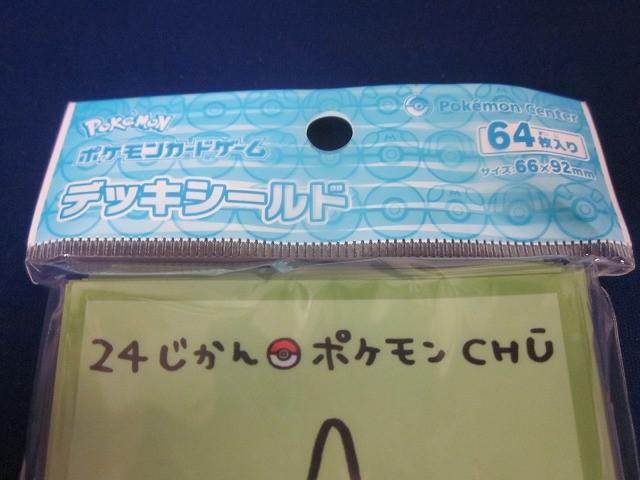 POKéMON
Pokémon Center
ポケモンカードゲーム
64枚入り
サイズ:66×92mm
デッキシールド
24じかん ポケモン CHŪ